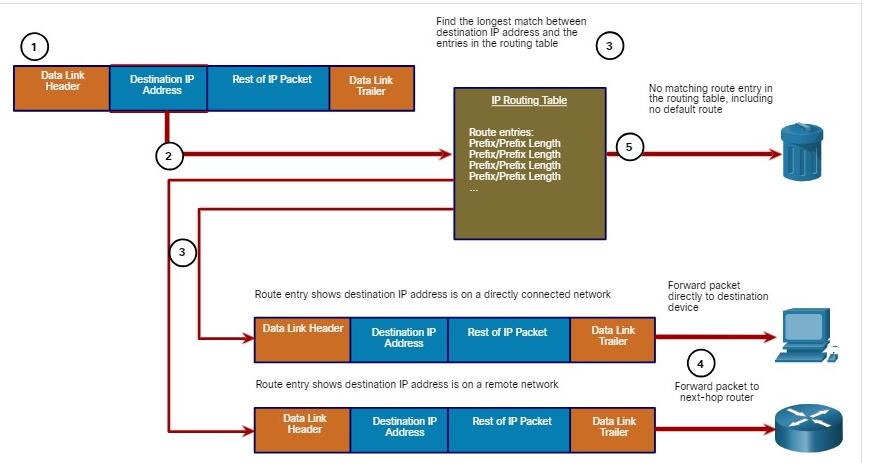 Find the longest match between
destination IP address and the
entries in the routing table
3
1
Data Link
Header
Destination IP
Address
Rest of IP Packet
Data Link
Trailer
No matching route entry in
the routing table, including
no default route
IP Routing Table
Route entries:
Prefix/Prefix Length
Prefix/Prefix Length
Prefix/Prefix Length
Prefix/Prefix Length
...
2
5
3
Route entry shows destination IP address is on a directly connected network
Forward packet
directly to destination
device
Data Link Header
Destination IP
Address
Rest of IP Packet
Data Link
Trailer
4
Route entry shows destination IP address is on a remote network
Forward packet to
next-hop router
Data Link
Header
Destination IP
Address
Rest of IP Packet
Data Link
Trailer